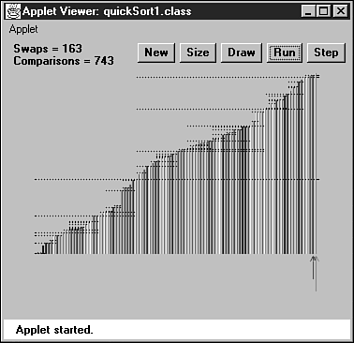 Applet Viewer: quickSort1.class
Applet
Swaps = 163
Comparisons = 743
New Size Draw Run Step
Applet started.